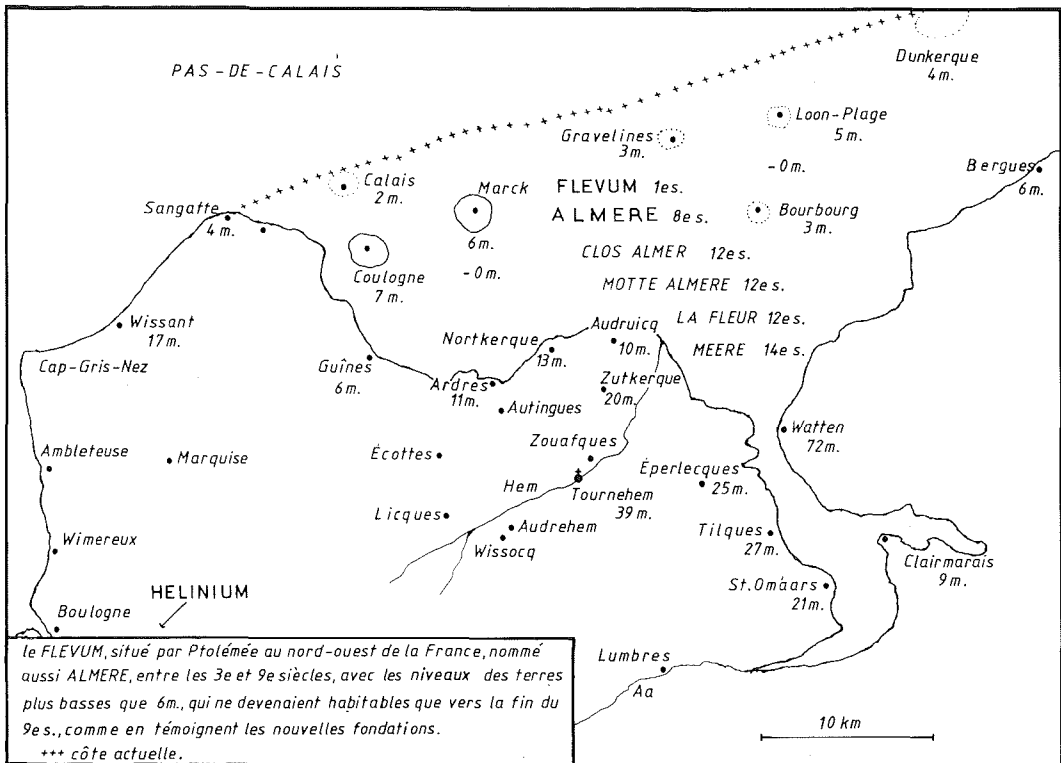 PAS-DE-CALAIS
Dunkerque
4 m.
Loon-Plage
5 m.
Gravelines
3 m.
-0 m.
Bergues
6 m.
Calais
2 m.
Marck
6 m.
-0 m.
FLEVUM 1es.
ALMERE 8es.
Bourbourg
3 m.
Sangatte
4 m.
Coulogne
7 m.
CLOS ALMER 12es.
MOTTE ALMERE 12es.
LA FLEUR 12es.
MEERE 14es.
Wissant
17 m.
Cap-Gris-Nez
Guînes
6 m.
Nortkerque
13 m.
Audruicq
10 m.
Ardres
11 m.
Autingues
Zutkerque
20 m.
Watten
72 m.
Ambleteuse
Marquise
Écottes
Zouafques
Éperlecques
25 m.
Hem
Tournehem
39 m.
Licques
Audrehem
Wissocq
Tilques
27 m.
Clairmarais
9 m.
Wimereux
St.Omaars
21 m.
HELINIUM
Boulogne
Lumbres
Aa
le FLEVUM, situé par Ptolémée au nord-ouest de la France, nommé
aussi ALMERE, entre les 3e et 9e siècles, avec les niveaux des terres
plus basses que 6m., qui ne devenaient habitables que vers la fin du
9es., comme en témoignent les nouvelles fondations.
+++ côte actuelle.
10 km